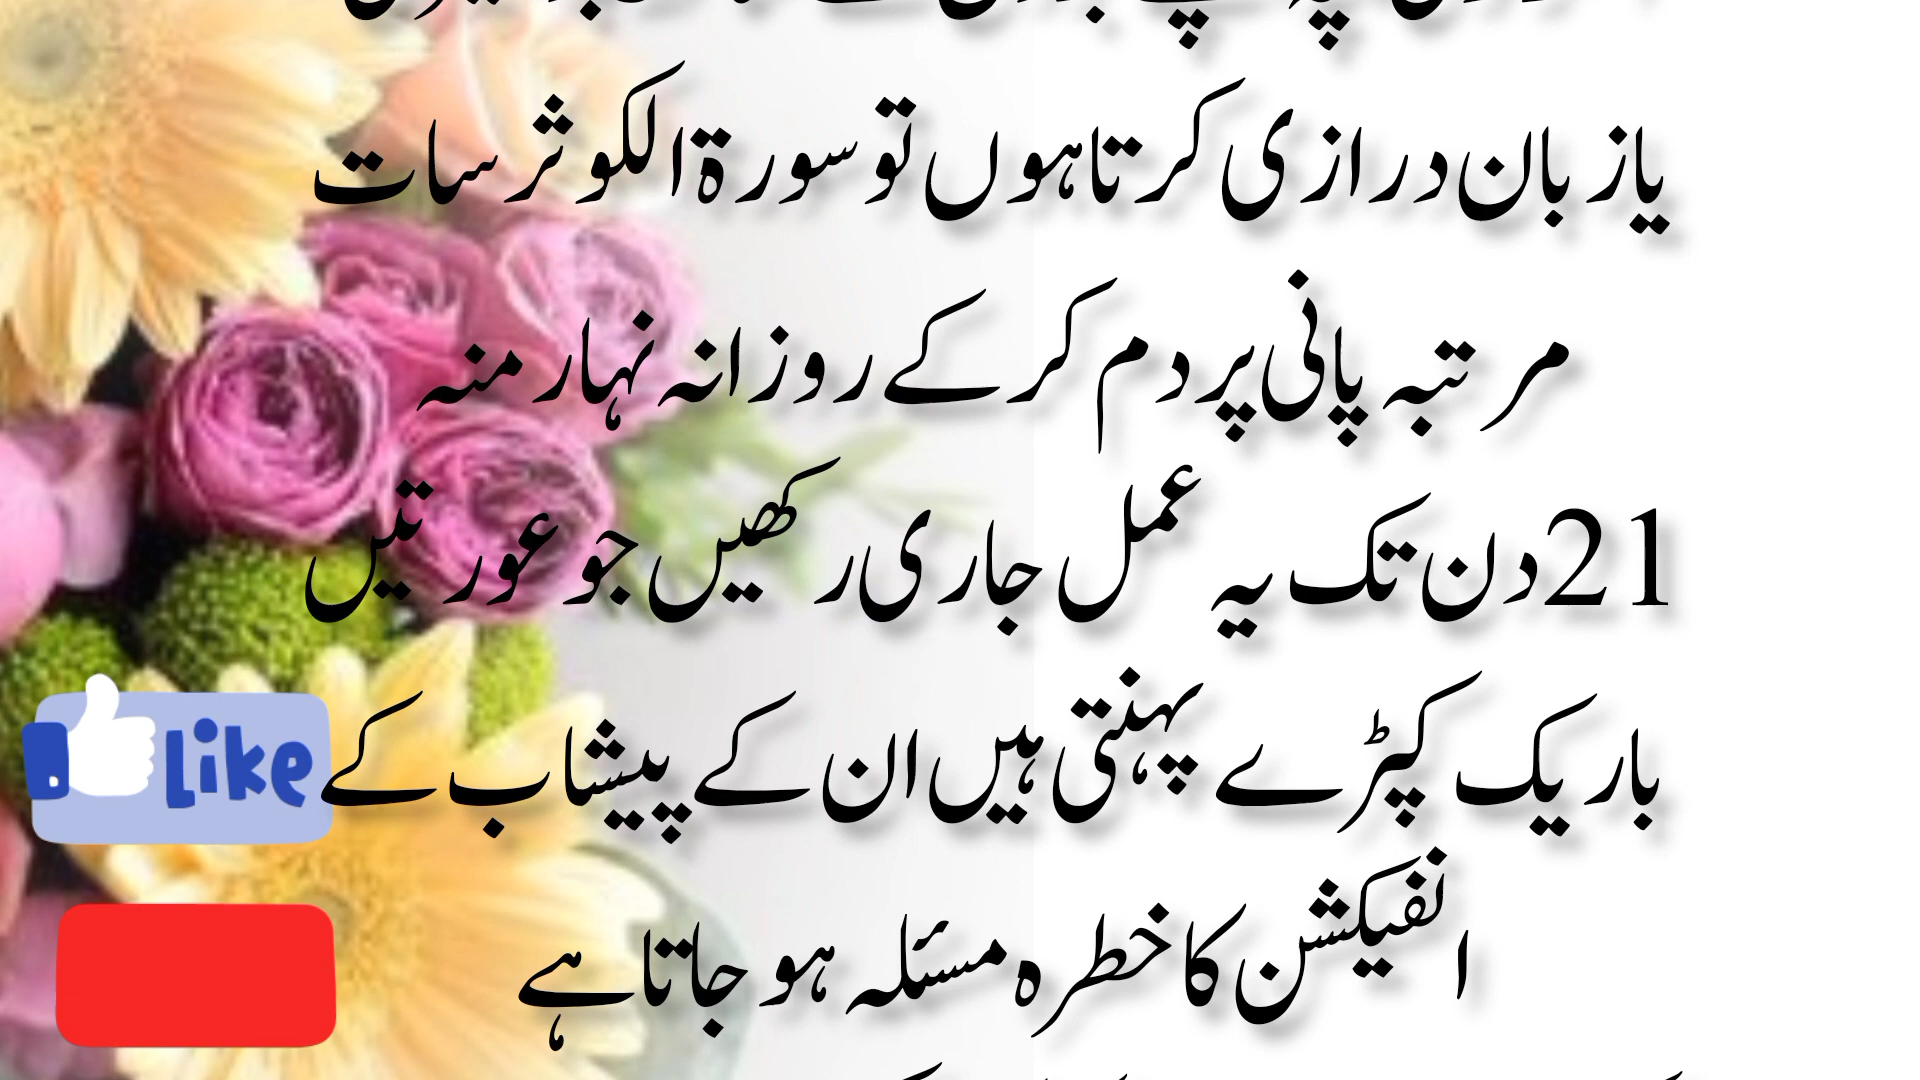 یا زبان درازی کرتا ہوں تو سورۃ الکوثر سات
مرتبہ پانی پر دم کر کے روزانہ نہار منہ
21 دن تک یہ عمل جاری رکھیں جو عورتیں
باریک کپڑے پہنتی ہیں ان کے پیشاب کے
انفیکشن کا خطرہ مسئلہ ہو جاتا ہے
Like